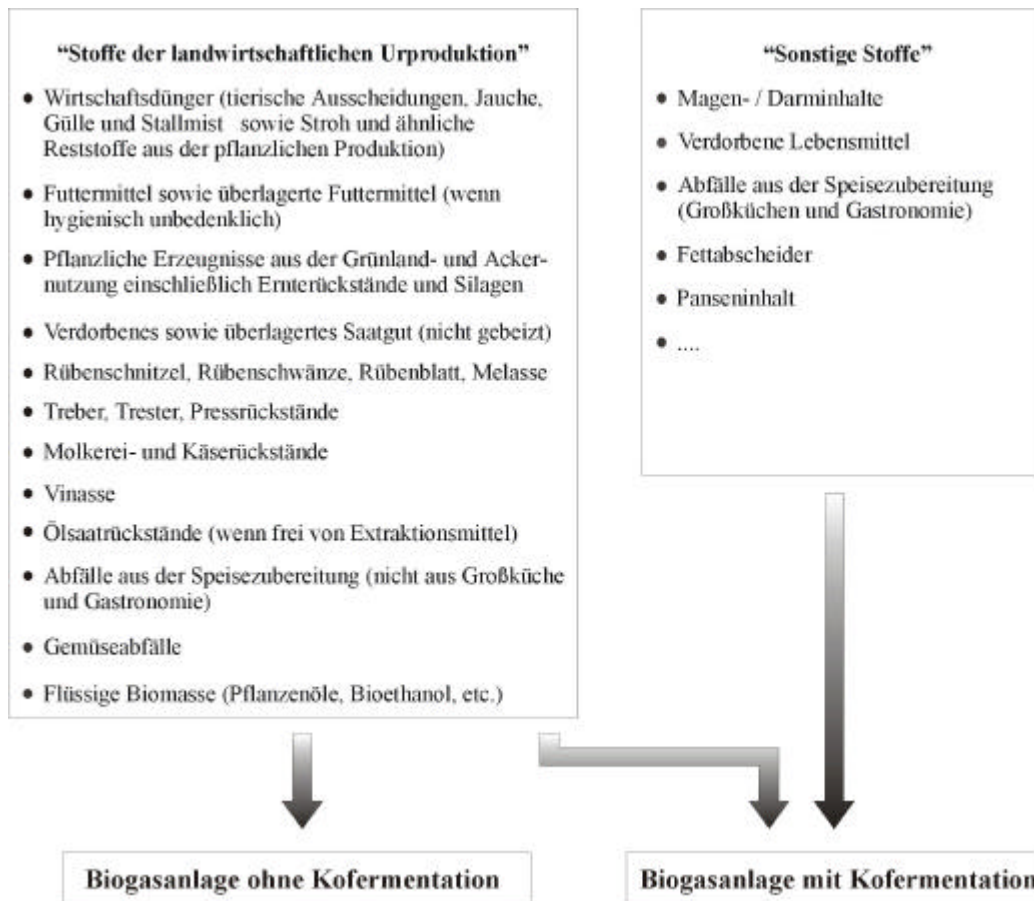 “Stoffe der landwirtschaftlichen Urproduktion”
● Wirtschaftsdünger (tierische Ausscheidungen, Jauche,
Gülle und Stallmist sowie Stroh und ähnliche
Reststoffe aus der pflanzlichen Produktion)
● Futtermittel sowie überlagerte Futtermittel (wenn
hygienisch unbedenklich)
● Pflanzliche Erzeugnisse aus der Grünland- und Acker-
nutzung einschließlich Ernterückstände und Silagen
● Verdorbenes sowie überlagertes Saatgut (nicht gebeizt)
● Rübenschnitzel, Rübenschwänze, Rübenblatt, Melasse
● Treber, Trester, Pressrückstände
● Molkerei- und Käserückstände
● Vinasse
● Ölsaatrückstände (wenn frei von Extraktionsmittel)
● Abfälle aus der Speisezubereitung (nicht aus Großküche
und Gastronomie)
● Gemüseabfälle
● Flüssige Biomasse (Pflanzenöle, Bioethanol, etc.)
“Sonstige Stoffe”
● Magen- / Darminhalte
● Verdorbene Lebensmittel
● Abfälle aus der Speisezubereitung
(Großküchen und Gastronomie)
● Fettabscheider
● Panseninhalt
● ....
Biogasanlage ohne Kofermentation
Biogasanlage mit Kofermentation